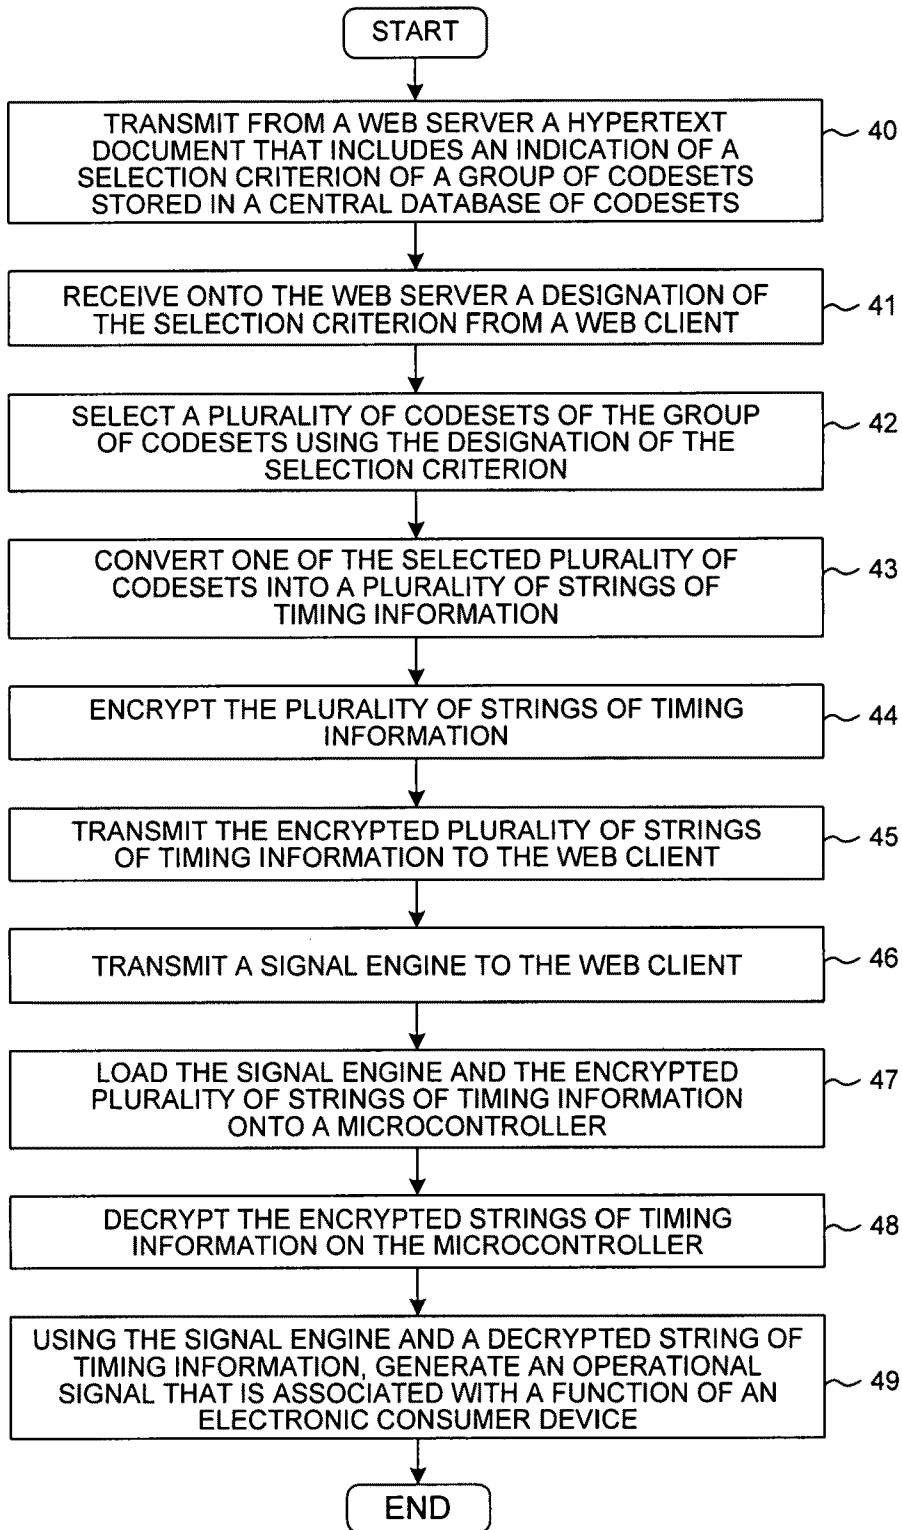 START
TRANSMIT FROM A WEB SERVER A HYPERTEXT
DOCUMENT THAT INCLUDES AN INDICATION OF A
SELECTION CRITERION OF A GROUP OF CODESETS
STORED IN A CENTRAL DATABASE OF CODESETS
40
RECEIVE ONTO THE WEB SERVER A DESIGNATION OF
THE SELECTION CRITERION FROM A WEB CLIENT
41
SELECT A PLURALITY OF CODESETS OF THE GROUP
OF CODESETS USING THE DESIGNATION OF THE
SELECTION CRITERION
42
CONVERT ONE OF THE SELECTED PLURALITY OF
CODESETS INTO A PLURALITY OF STRINGS OF
TIMING INFORMATION
43
ENCRYPT THE PLURALITY OF STRINGS OF TIMING
INFORMATION
44
TRANSMIT THE ENCRYPTED PLURALITY OF STRINGS
OF TIMING INFORMATION TO THE WEB CLIENT
45
TRANSMIT A SIGNAL ENGINE TO THE WEB CLIENT
46
LOAD THE SIGNAL ENGINE AND THE ENCRYPTED
PLURALITY OF STRINGS OF TIMING INFORMATION
ONTO A MICROCONTROLLER
47
DECRYPT THE ENCRYPTED STRINGS OF TIMING
INFORMATION ON THE MICROCONTROLLER
48
USING THE SIGNAL ENGINE AND A DECRYPTED STRING OF
TIMING INFORMATION, GENERATE AN OPERATIONAL
SIGNAL THAT IS ASSOCIATED WITH A FUNCTION OF AN
ELECTRONIC CONSUMER DEVICE
49
END